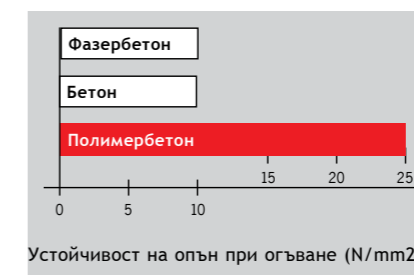 Фазербетон
Бетон
Полимербетон
15 20 25
0 5 10
Устойчивост на опън при огъване (N/mm2